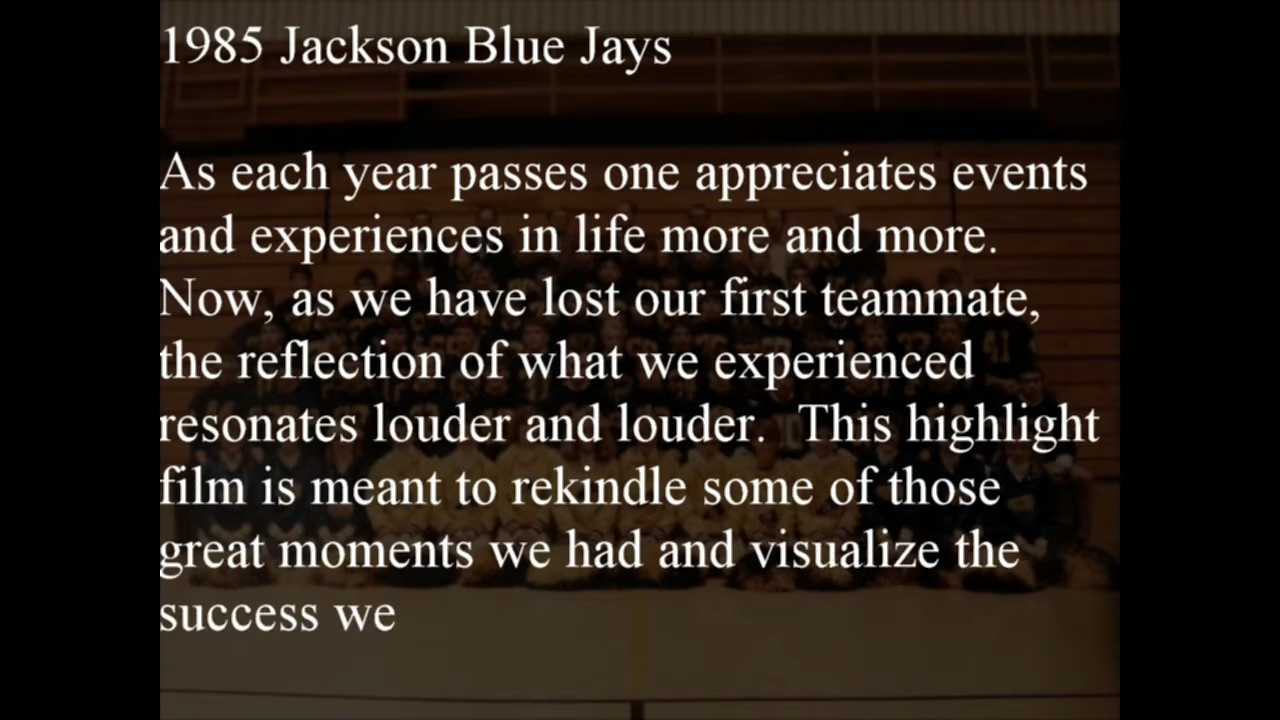 1985 Jackson Blue Jays
As each year passes one appreciates events
and experiences in life more and more.
Now, as we have lost our first teammate,
the reflection of what we experienced
resonates louder and louder.  This highlight
film is meant to rekindle some of those
great moments we had and visualize the
success we
41